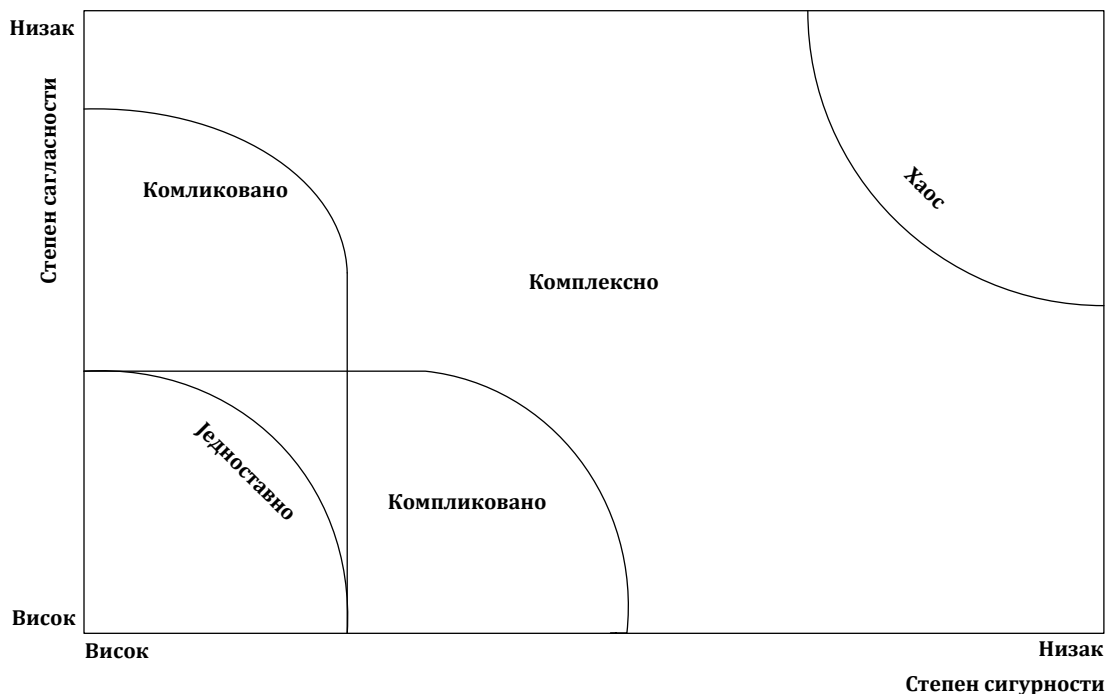 Низак
Степен сагласности
Комликовано
Хаос
Комплексно
Једноставно
Компликовано
Висок
Висок
Низак
Степен сигурности